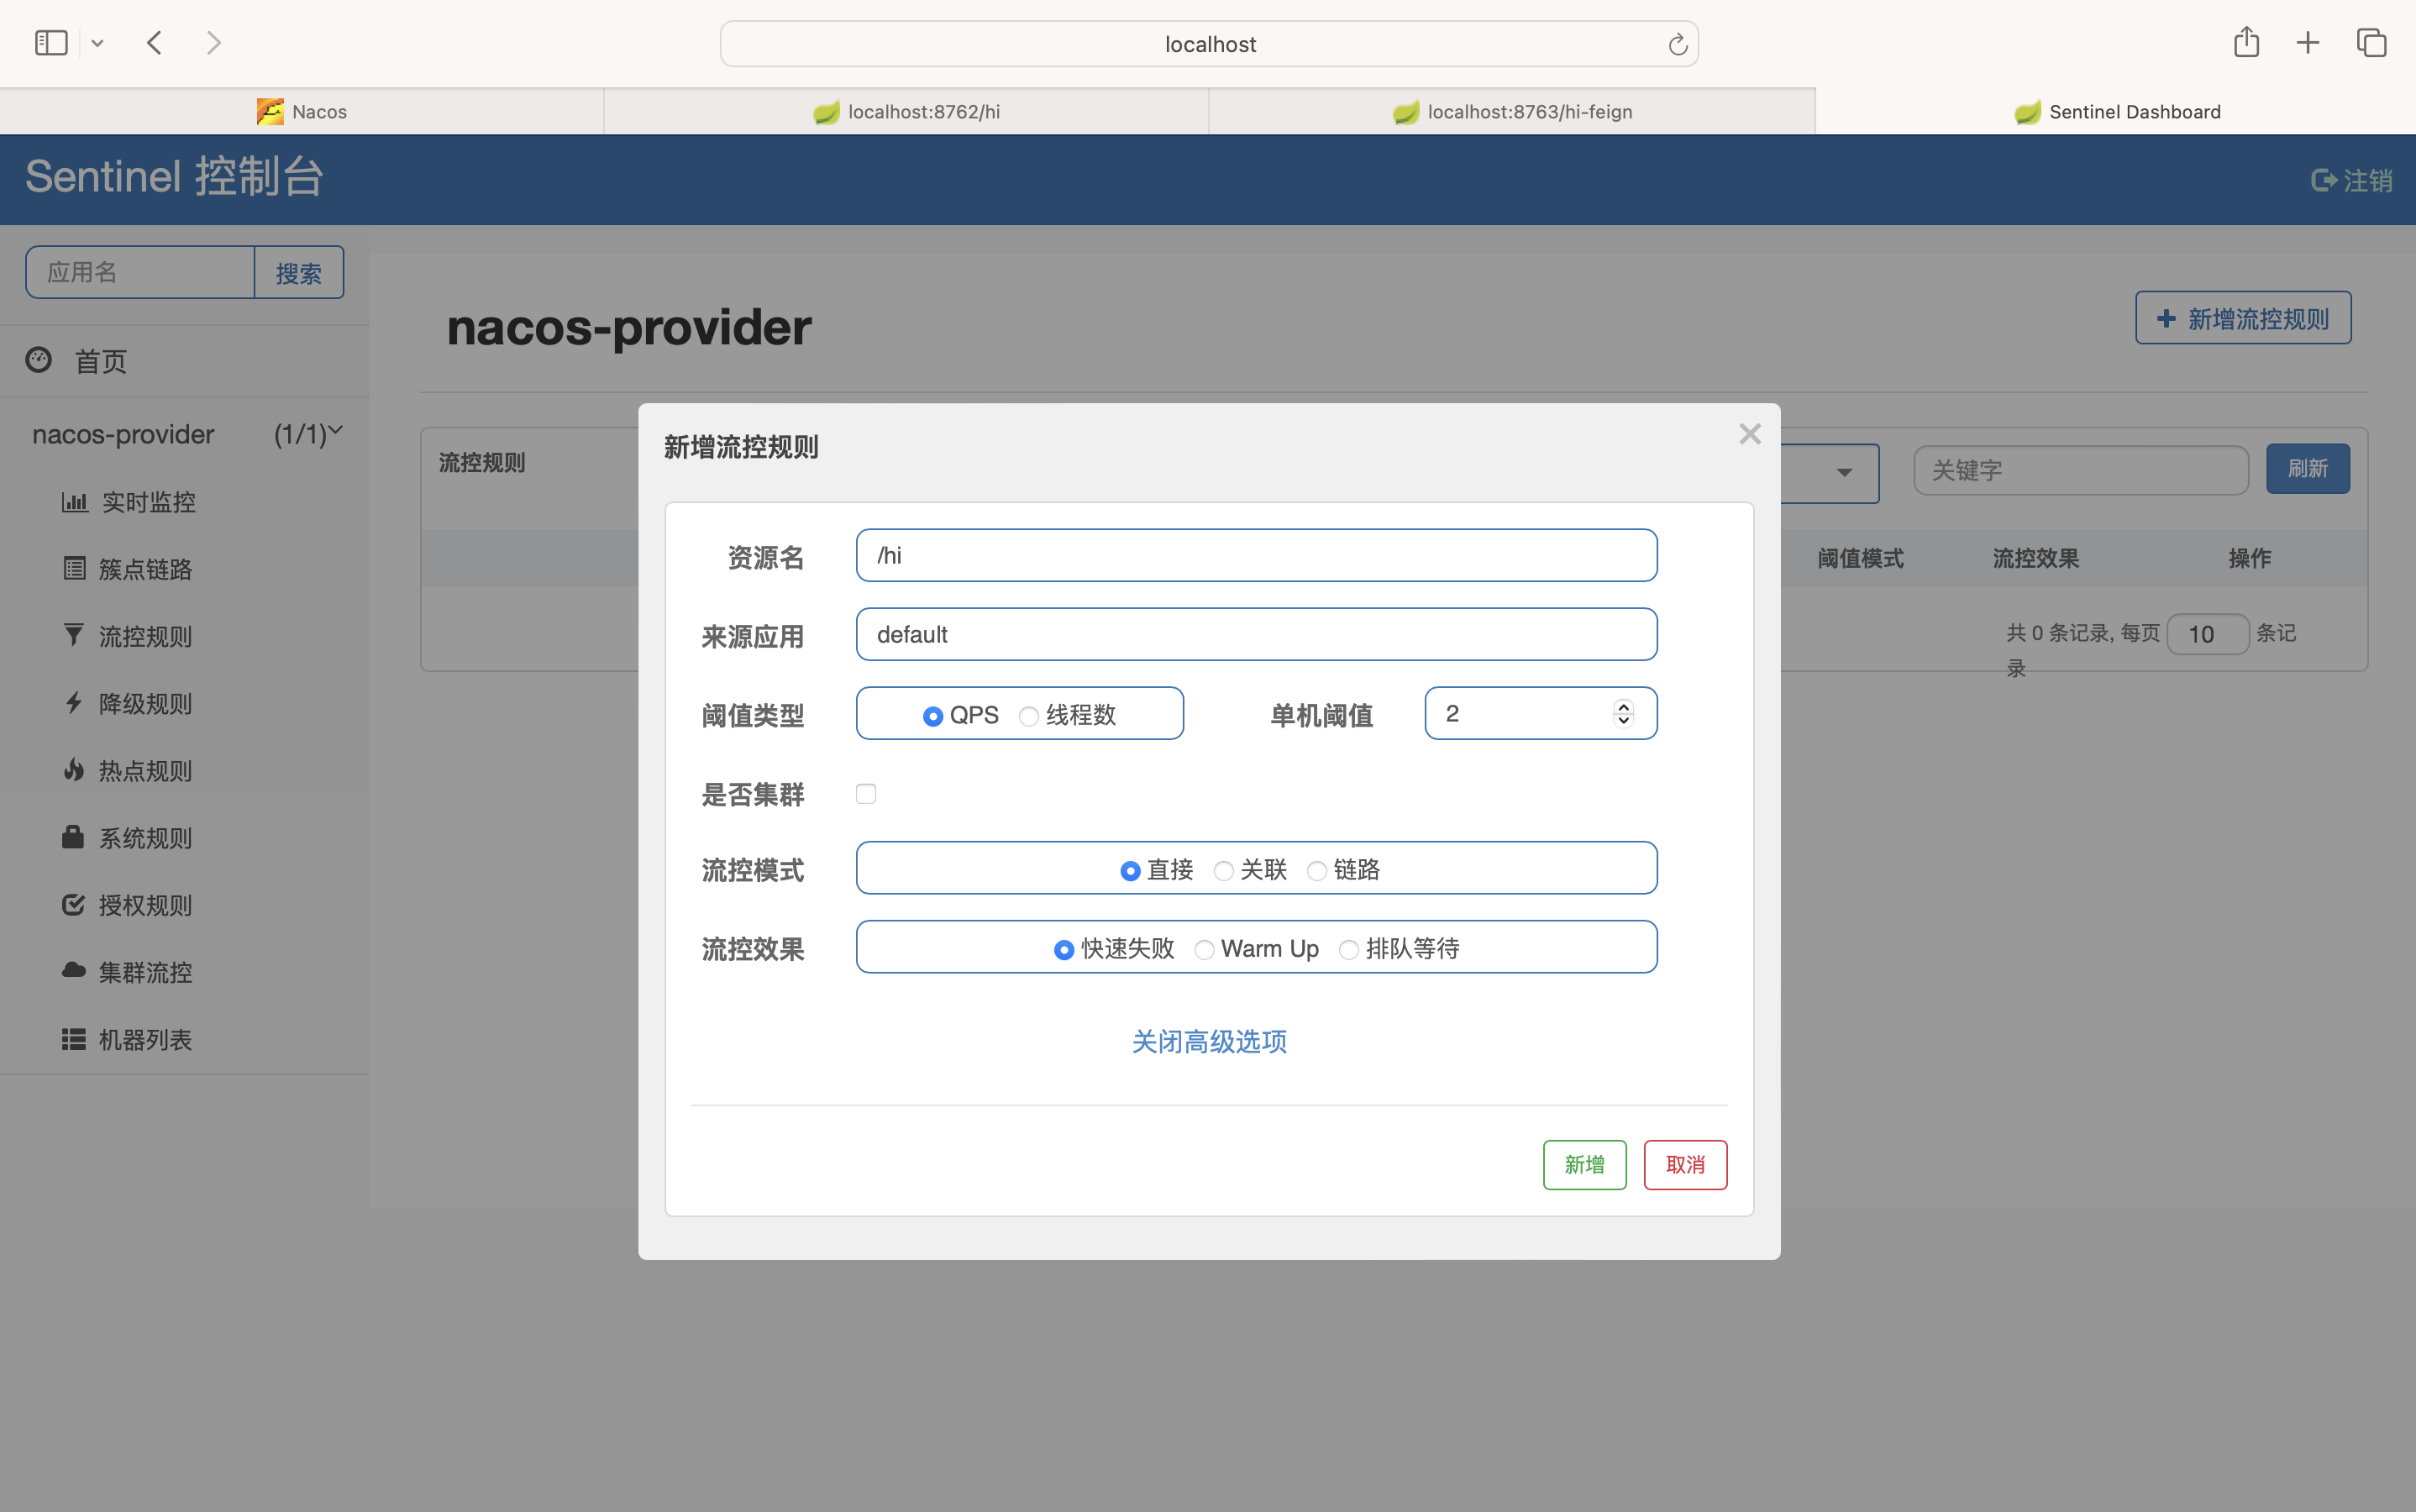 localhost
Nacos
localhost:8762/hi
localhost:8763/hi-feign
Sentinel Dashboard
Sentinel 控制台
注销
应用名
搜索
首页
nacos-provider (1/1)
实时监控
簇点链路
流控规则
降级规则
热点规则
系统规则
授权规则
集群流控
机器列表
nacos-provider
新增流控规则
流控规则
关键字
刷新
阈值模式
流控效果
操作
共 0 条记录, 每页 10 条记
录
新增流控规则
资源名 /hi
来源应用 default
阈值类型 QPS 线程数 单机阈值 2
是否集群
流控模式 直接 关联 链路
流控效果 快速失败 Warm Up 排队等待
关闭高级选项
新增 取消